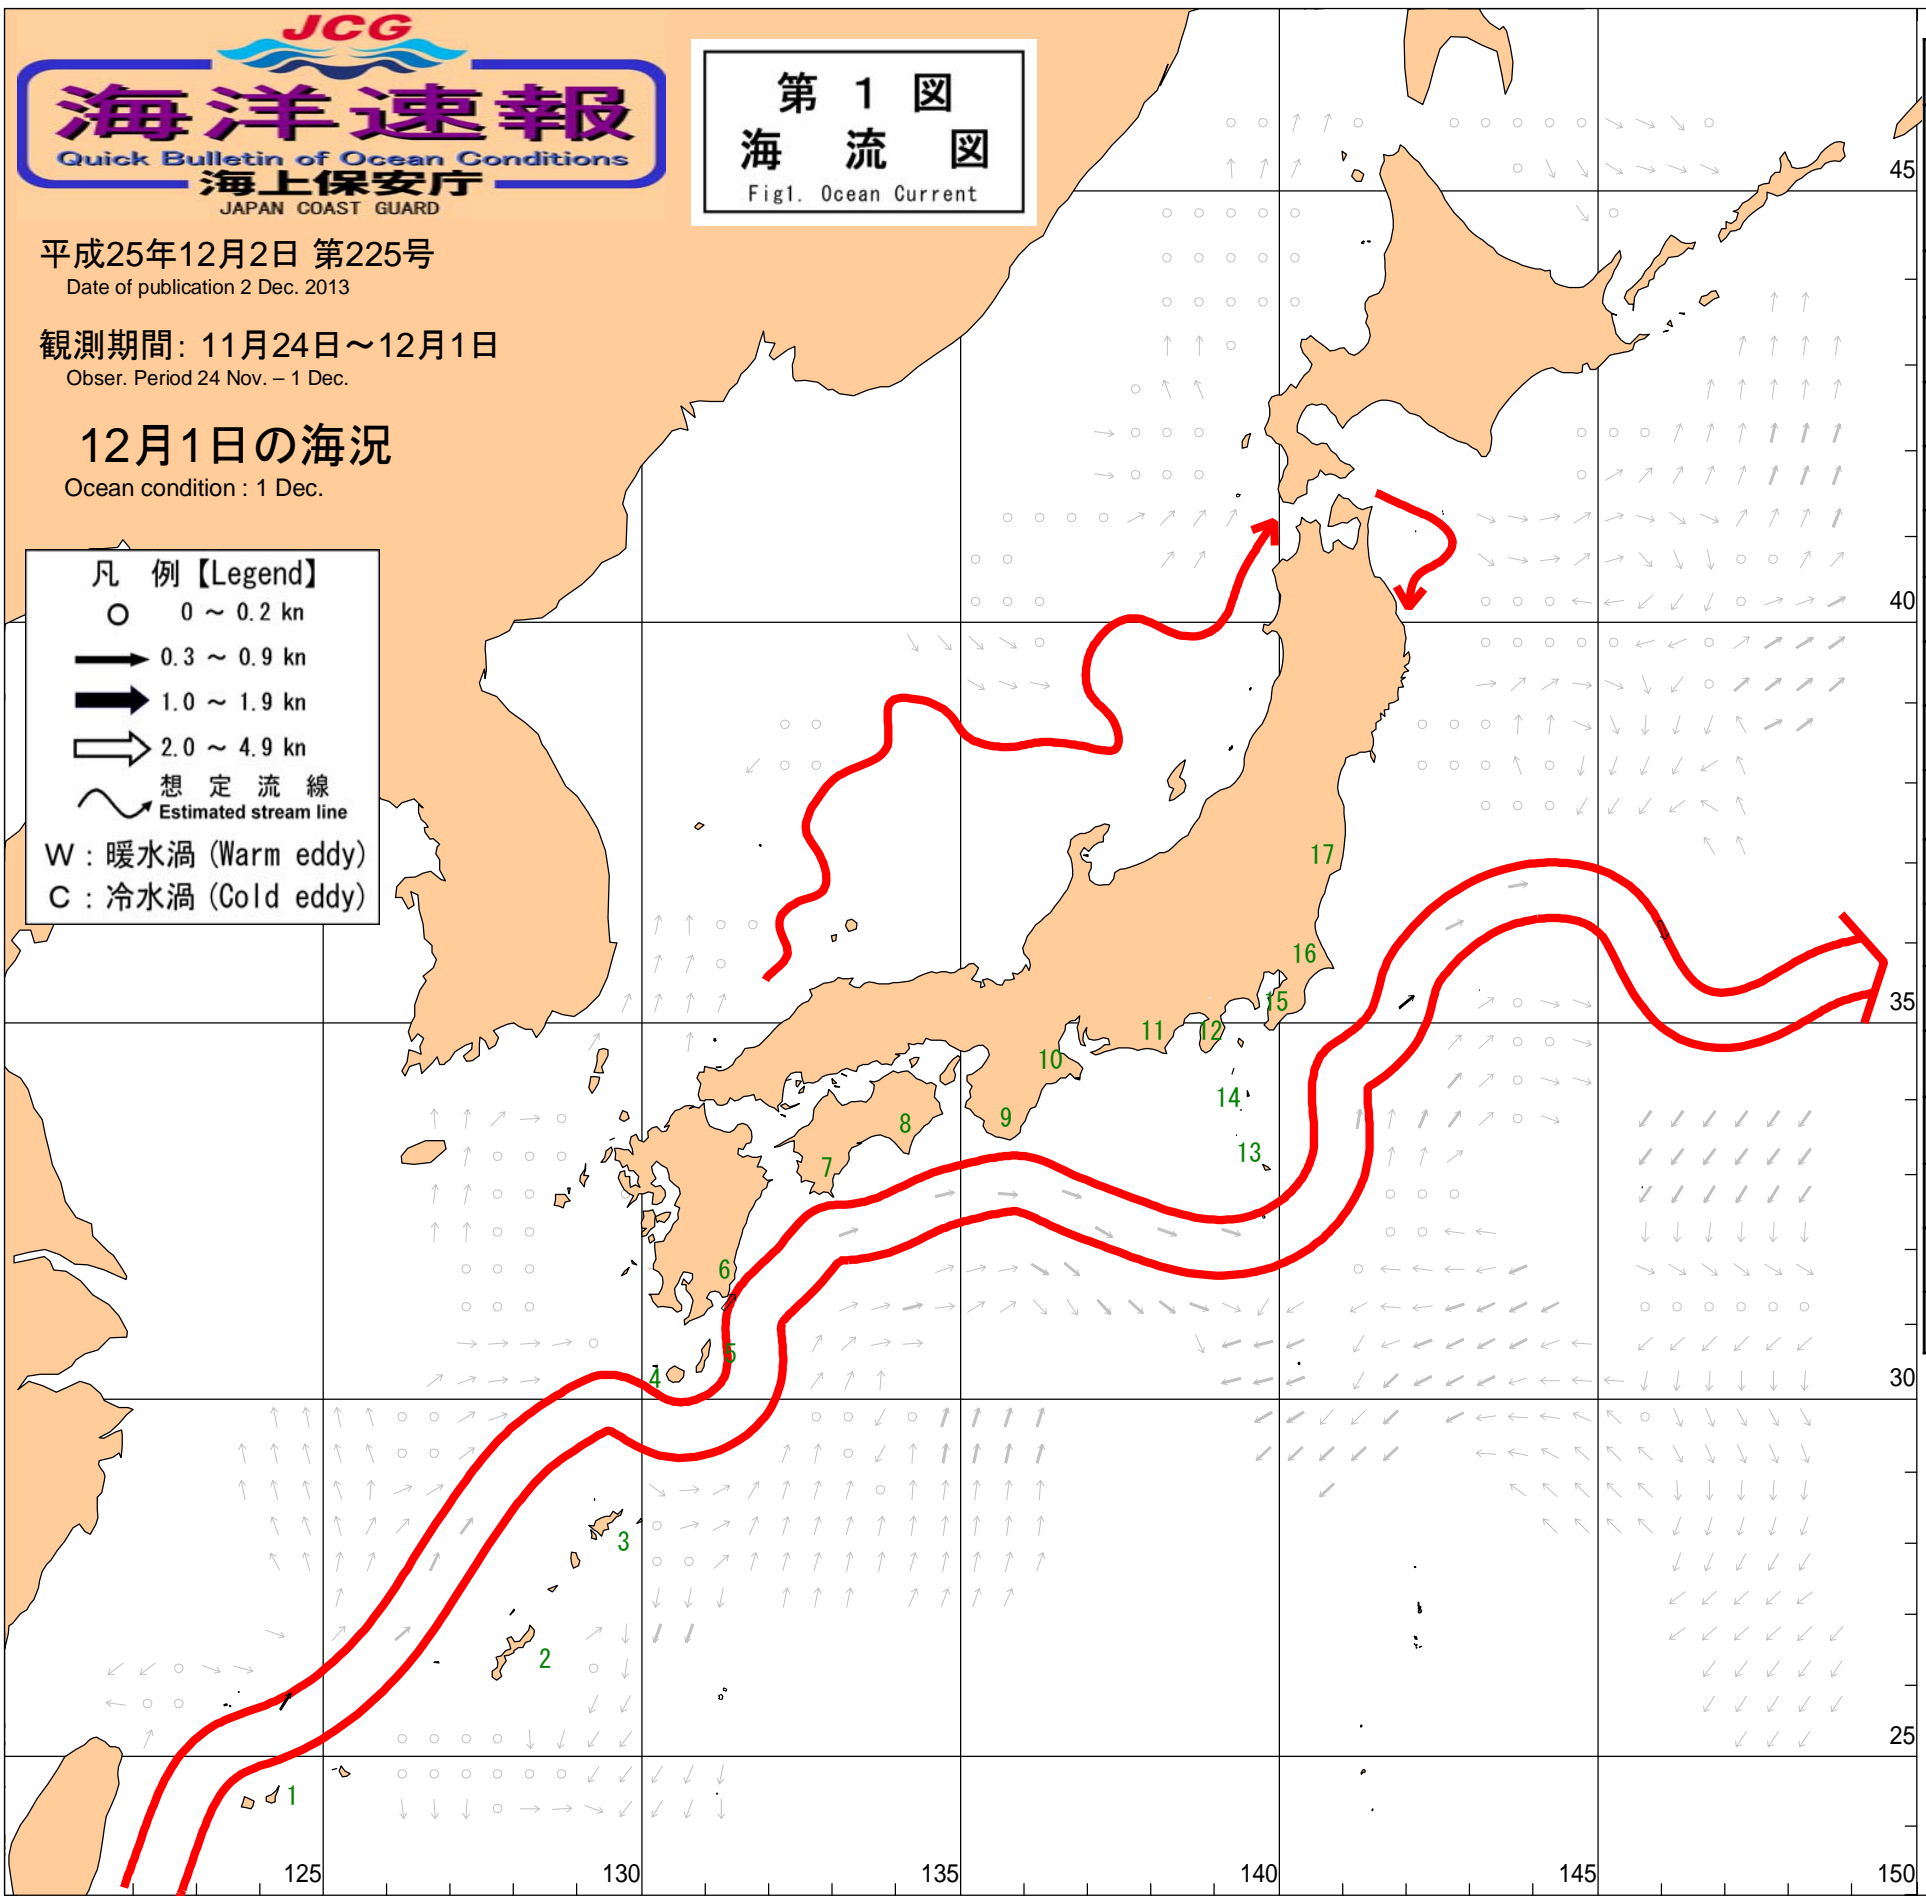 JCG
海洋速報
Quick Bulletin of Ocean Conditions
海上保安庁
JAPAN COAST GUARD
第 1 図
海 流 図
Fig1. Ocean Current
平成25年12月2日 第225号
Date of publication 2 Dec. 2013
観測期間: 11月24日～12月1日
Obser. Period 24 Nov. – 1 Dec.
12月1日の海況
Ocean condition : 1 Dec.
凡 例【Legend】
0 ～ 0.2 kn
0.3 ～ 0.9 kn
1.0 ～ 1.9 kn
2.0 ～ 4.9 kn
想 定 流 線
Estimated stream line
W : 暖水渦 (Warm eddy)
C : 冷水渦 (Cold eddy)
45
40
17
16
35
15
12
11
10
14
9
8
13
7
6
5
4
30
3
2
25
1
125
130
135
140
145
150